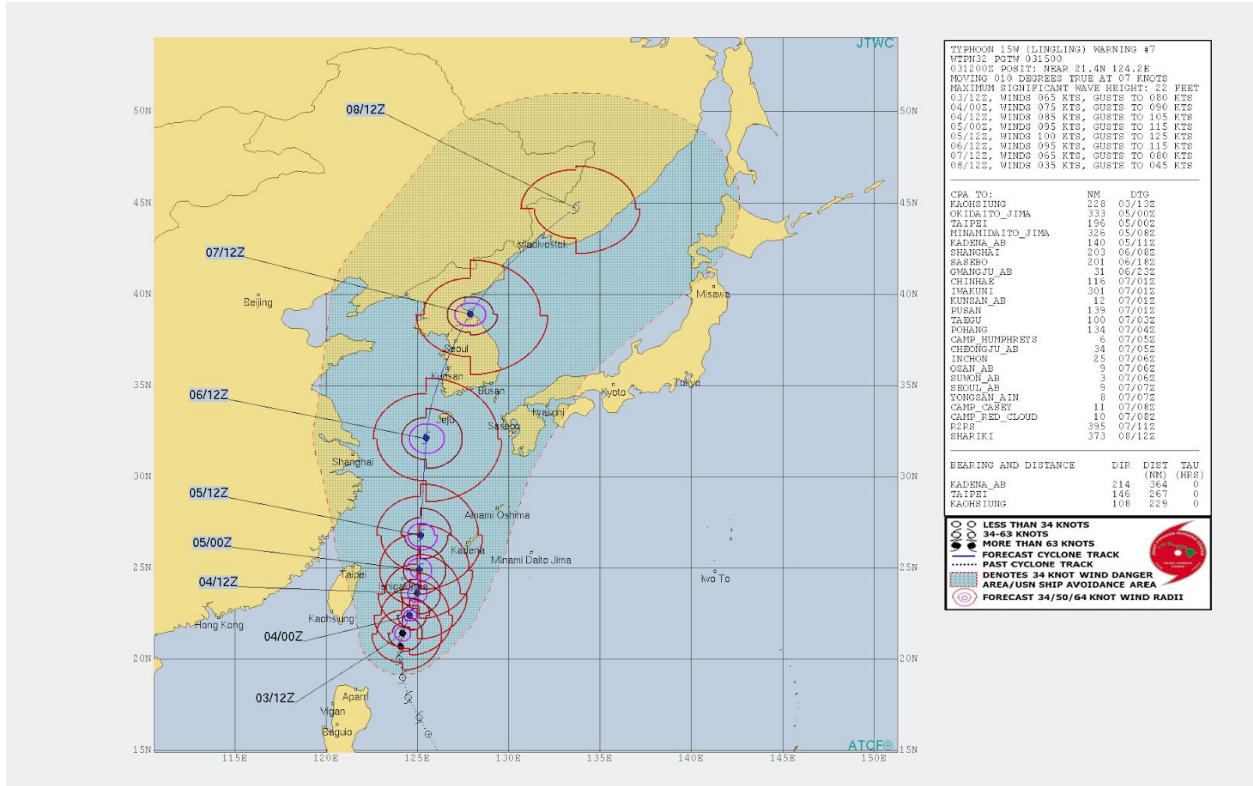 JTWC
TYPHOON 15W (LINGLING) WARNING #7
WTPN32 PGTW 031500
031200Z POSIT: NEAR 21.4N 124.2E
MOVING 010 DEGREES TRUE AT 07 KNOTS
MAXIMUM SIGNIFICANT WAVE HEIGHT: 22 FEET
03/12Z, WINDS 065 KTS, GUSTS TO 080 KTS
04/00Z, WINDS 075 KTS, GUSTS TO 090 KTS
04/12Z, WINDS 085 KTS, GUSTS TO 105 KTS
05/00Z, WINDS 095 KTS, GUSTS TO 115 KTS
05/12Z, WINDS 100 KTS, GUSTS TO 125 KTS
06/12Z, WINDS 095 KTS, GUSTS TO 115 KTS
07/12Z, WINDS 065 KTS, GUSTS TO 080 KTS
08/12Z, WINDS 035 KTS, GUSTS TO 045 KTS
CPA TO: NM DTG
KAOHSIUNG 228 03/13Z
OKIDAITO_JIMA 333 05/00Z
TAIPEI 196 05/00Z
MINAMIDAITO_JIMA 326 05/08Z
KADENA_AB 140 05/11Z
SHANGHAI 203 06/08Z
SASEBO 201 06/18Z
GWANGJU_AB 31 06/23Z
CHINHAE 116 07/01Z
IWAKUNI 301 07/01Z
KUNSAN_AB 12 07/01Z
PUSAN 139 07/01Z
TAEGU 100 07/03Z
POHANG 134 07/04Z
CAMP_HUMPHREYS 6 07/05Z
CHEONGJU_AB 34 07/05Z
INCHON 25 07/06Z
OSAN_AB 9 07/06Z
SUWON_AB 3 07/06Z
SEOUL_AB 9 07/07Z
YONGSAN_AIN 8 07/07Z
CAMP_CASEY 11 07/08Z
CAMP_RED_CLOUD 10 07/08Z
R2RS 395 07/11Z
SHARIKI 373 08/12Z
BEARING AND DISTANCE DIR DIST TAU
(NM) (HRS)
KADENA_AB 214 364 0
TAIPEI 146 267 0
KAOHSIUNG 108 229 0
LESS THAN 34 KNOTS
34-63 KNOTS
MORE THAN 63 KNOTS
FORECAST CYCLONE TRACK
PAST CYCLONE TRACK
DENOTES 34 KNOT WIND DANGER
AREA/USN SHIP AVOIDANCE AREA
FORECAST 34/50/64 KNOT WIND RADII
50N
08/12Z
50N
45N
45N
Vladivostok
07/12Z
40N
Beijing
Misawa
40N
Seoul
Kunsan
35N
Busan
Kyoto
Tokyo
35N
06/12Z
Iwakuni
Jeju
Sasebo
Shanghai
30N
30N
05/12Z
Amami Oshima
05/00Z
Kadena
Minami Daito Jima
25N
Taipei
Iwo To
25N
04/12Z
Hong Kong
Kaohsiung
04/00Z
20N
20N
03/12Z
Aparri
Vigan
Baguio
15N
ATCF®
15N
115E 120E 125E 130E 135E 140E 145E 150E